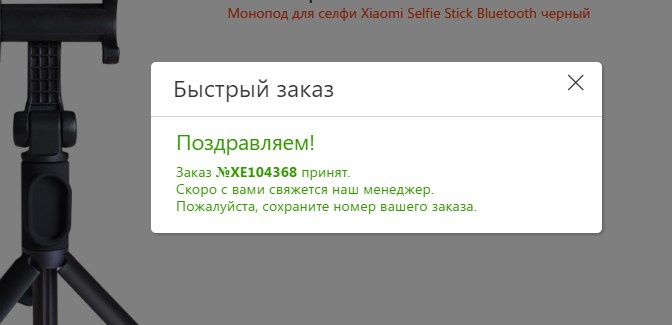 Монопод для селфи Xiaomi Selfie Stick Bluetooth черный
Быстрый заказ
Поздравляем!
Заказ №XE104368 принят.
Скоро с вами свяжется наш менеджер.
Пожалуйста, сохраните номер вашего заказа.